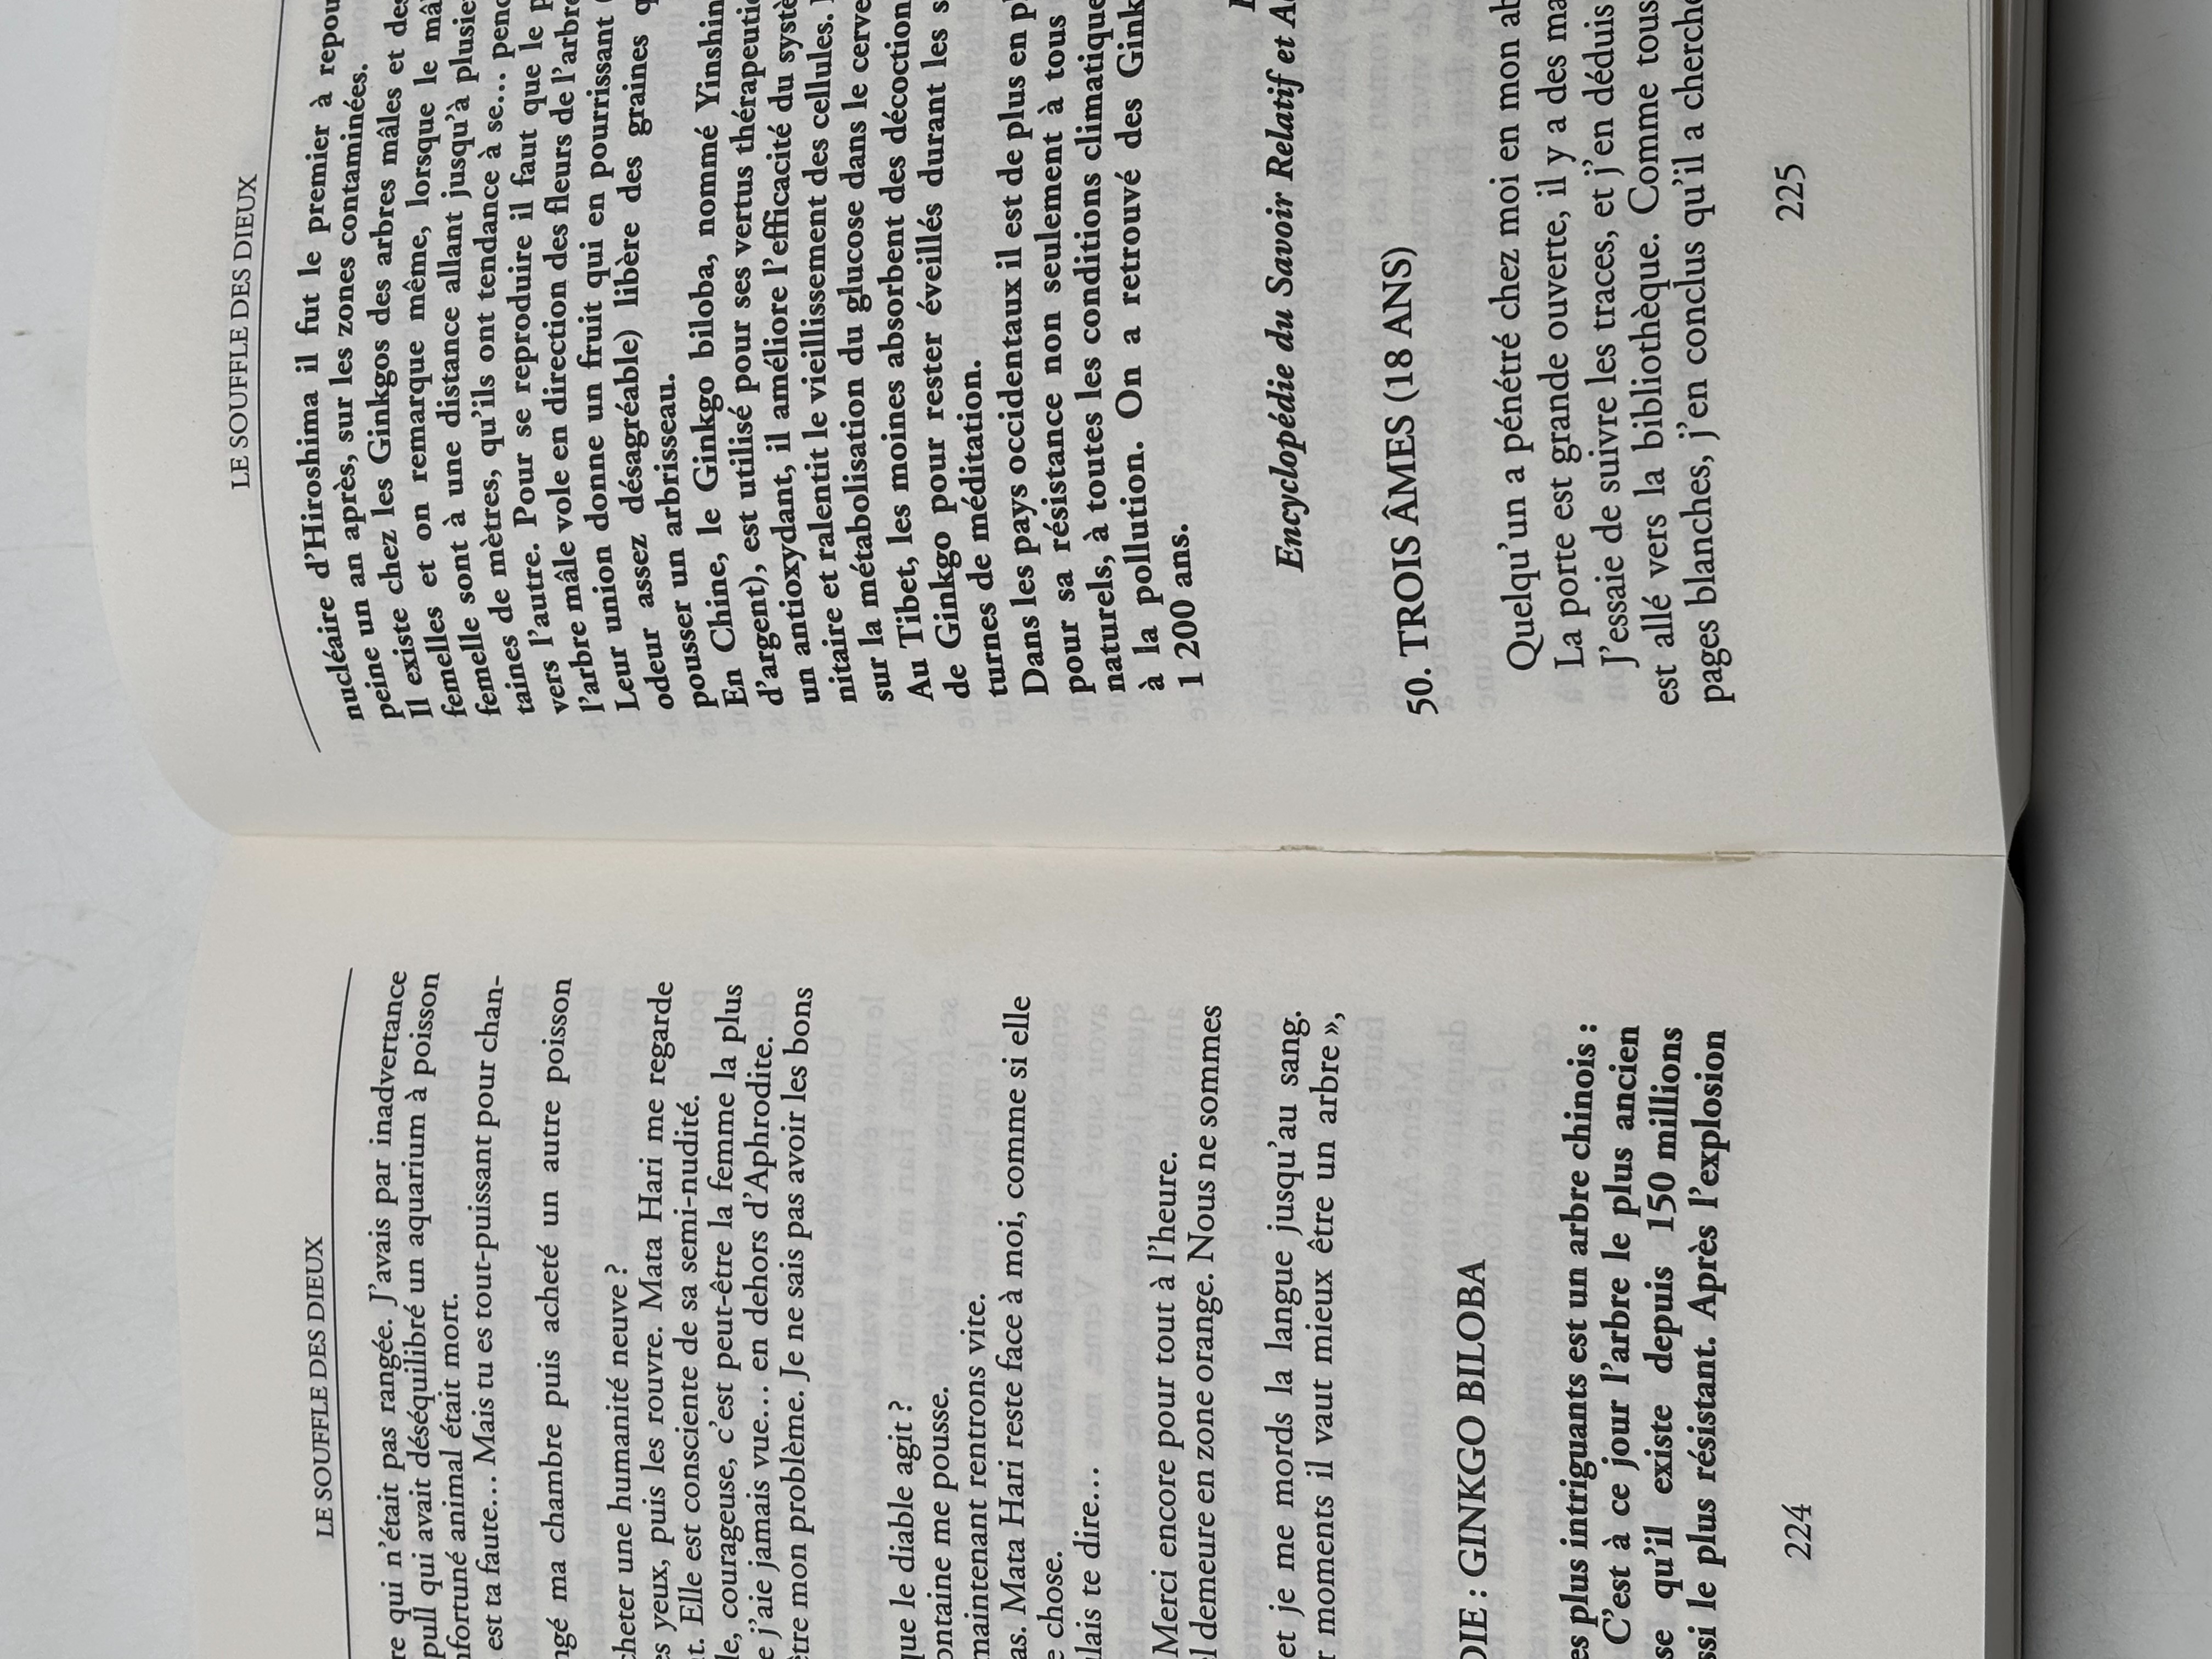 LE SOUFFLE DES DIEUX
qui n'était pas rangée. J'avais par inadvertance
pull qui avait déséquilibré un aquarium à poisson
animal était mort.
est ta faute… Mais tu es tout-puissant pour chan-
ma chambre puis acheté un autre poisson
une humanité neuve ?
yeux, puis les rouvre. Mata Hari me regarde
Elle est consciente de sa semi-nudité.
courageuse, c'est peut-être la femme la plus
j'aie jamais vue… en dehors d'Aphrodite.
mon problème. Je ne sais pas avoir les bons
que le diable agit ?
me pousse.
maintenant rentrons vite.
Mata Hari reste face à moi, comme si elle
chose.
te dire…
Merci encore pour tout à l'heure.
demeure en zone orange. Nous ne sommes
et je me mords la langue jusqu'au sang.
moments il vaut mieux être un arbre »,
DIE : GINKGO BILOBA
plus intriguants est un arbre chinois :
C'est à ce jour l'arbre le plus ancien
qu'il existe depuis 150 millions
le plus résistant. Après l'explosion
224
LE SOUFFLE DES DIEUX
nucléaire d'Hiroshima il fut le premier à repou
peine un an après, sur les zones contaminées.
Il existe chez les Ginkgos des arbres mâles et des
femelles et on remarque même, lorsque le mâ
femelle sont à une distance allant jusqu'à plusie
taines de mètres, qu'ils ont tendance à se… penc
vers l'autre. Pour se reproduire il faut que le p
l'arbre mâle vole en direction des fleurs de l'arbre
Leur union donne un fruit qui en pourrissant (
odeur assez désagréable) libère des graines q
pousser un arbrisseau.
En Chine, le Ginkgo biloba, nommé Yinshin
d'argent), est utilisé pour ses vertus thérapeutiq
un antioxydant, il améliore l'efficacité du systè
nitaire et ralentit le vieillissement des cellules.
sur la métabolisation du glucose dans le cerve
Au Tibet, les moines absorbent des décoction
de Ginkgo pour rester éveillés durant les s
turnes de méditation.
Dans les pays occidentaux il est de plus en pl
pour sa résistance non seulement à tous
naturels, à toutes les conditions climatique
à la pollution. On a retrouvé des Gink
1 200 ans.
Encyclopédie du Savoir Relatif et A
50. TROIS ÂMES (18 ANS)
Quelqu'un a pénétré chez moi en mon ab
La porte est grande ouverte, il y a des ma
J'essaie de suivre les traces, et j'en déduis
est allé vers la bibliothèque. Comme tous
pages blanches, j'en conclus qu'il a cherch
225